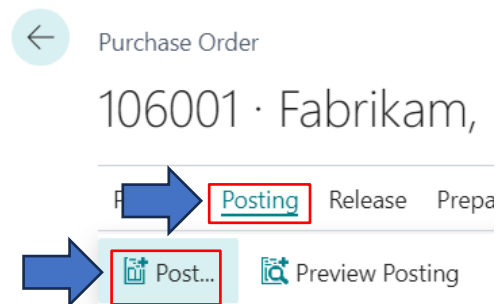 Purchase Order
106001 · Fabrikam,
Posting Release
Post... Preview Posting